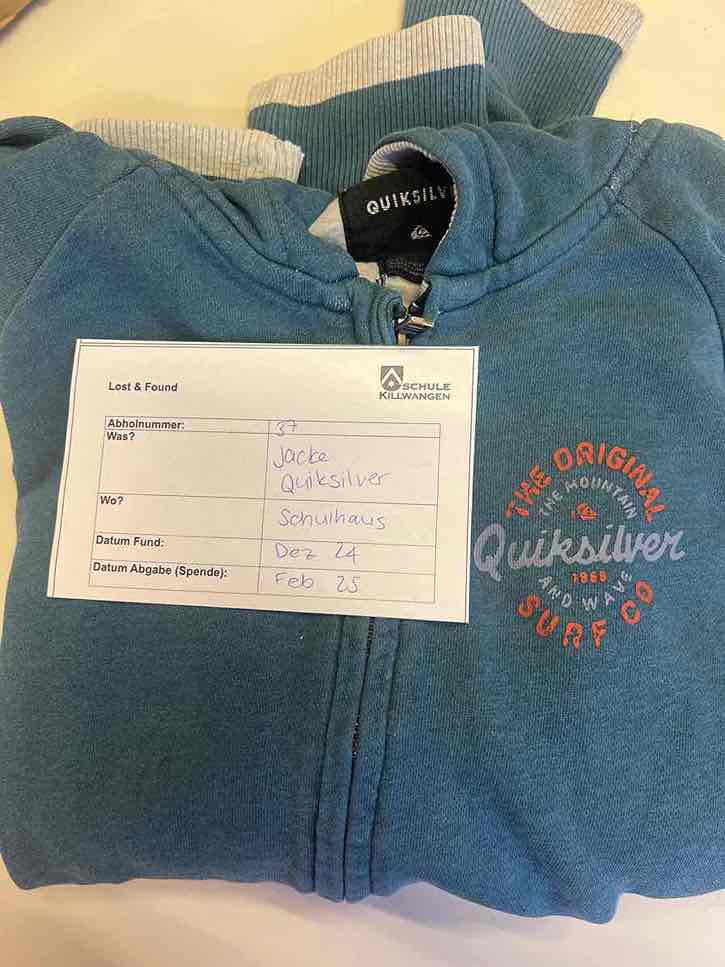 QUIKSILV
Lost & Found
SCHULE
KILLWANGEN
Abholnummer: 37
Was? Jacke
Quiksilver
Wo? Schulhaus
Datum Fund: Dez 24
Datum Abgabe (Spende): Feb 25
THE ORIGINAL
THE MOUNTAIN
Quiksilver
1969
AND WAVE
SURF CO